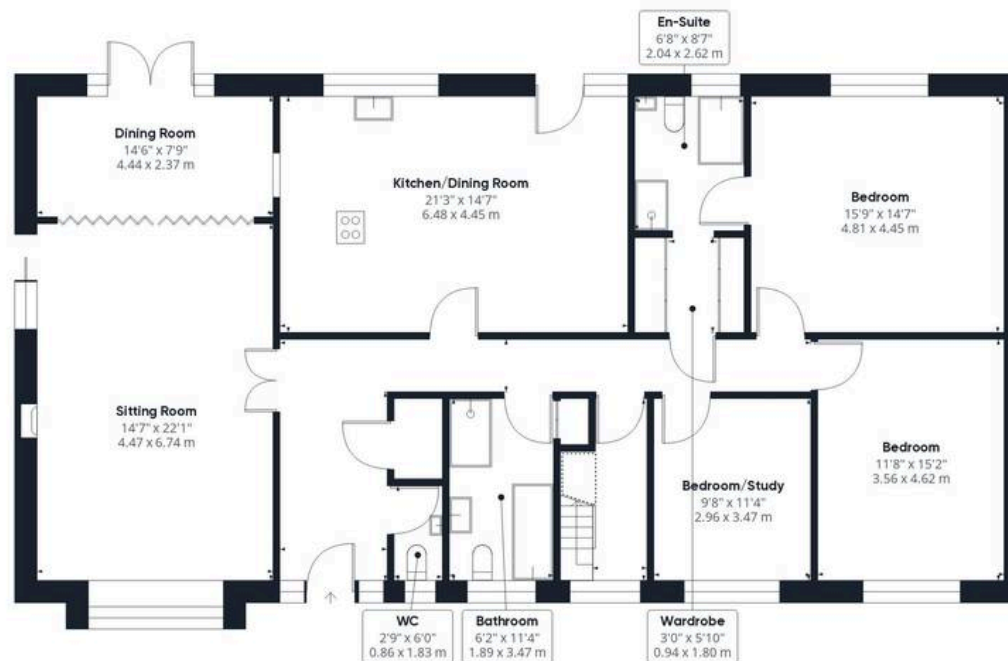 En-Suite
6'8" x 8'7"
2.04 x 2.62 m
Dining Room
14'6" x 7'9"
4.44 x 2.37 m
Kitchen/Dining Room
21'3" x 14'7"
6.48 x 4.45 m
Bedroom
15'9" x 14'7"
4.81 x 4.45 m
Sitting Room
14'7" x 22'1"
4.47 x 6.74 m
Bedroom/Study
9'8" x 11'4"
2.96 x 3.47 m
Bedroom
11'8" x 15'2"
3.56 x 4.62 m
WC
2'9" x 6'0"
0.86 x 1.83 m
Bathroom
6'2" x 11'4"
1.89 x 3.47 m
Wardrobe
3'0" x 5'10"
0.94 x 1.80 m